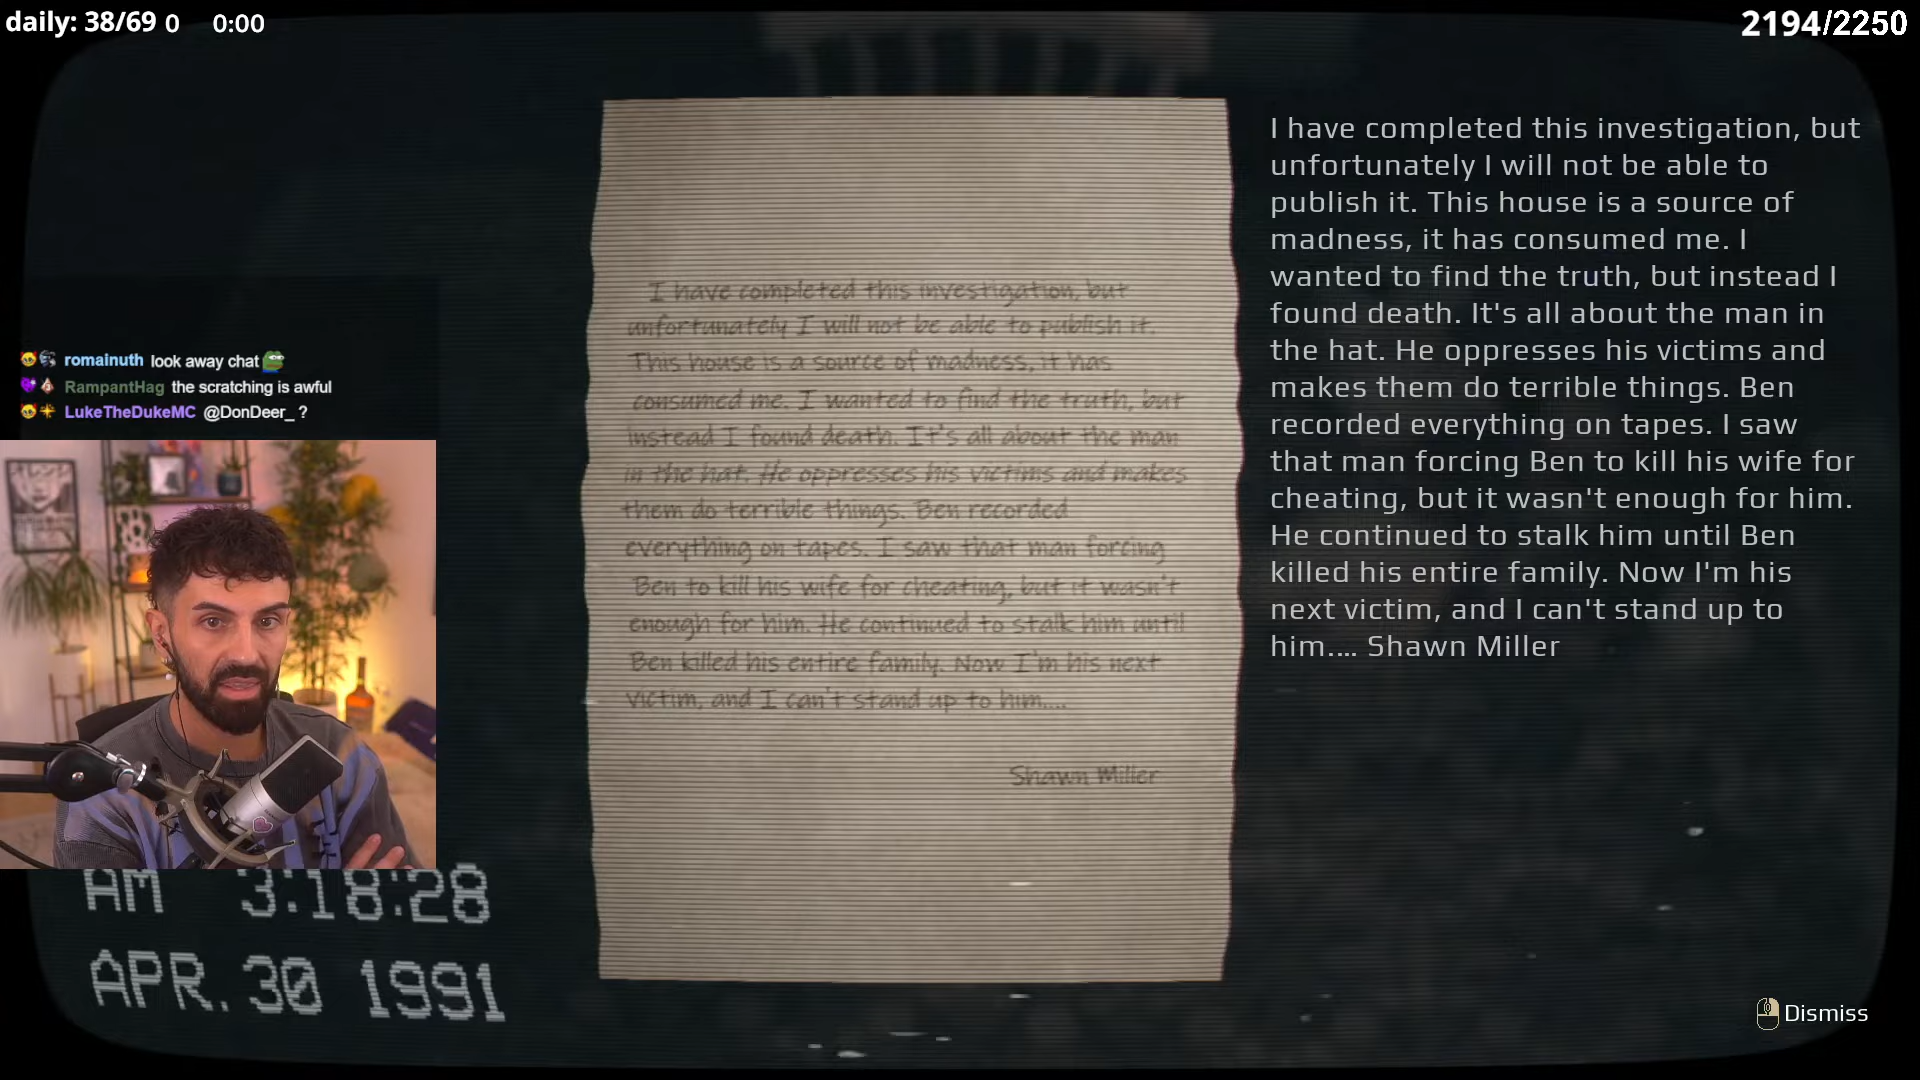 daily: 38/69 0 0:00
2194/2250
I have completed this investigation, but
unfortunately I will not be able to publish it.
This house is a source of madness, it has
consumed me. I wanted to find the truth, but
instead I found death. It's all about the man
in the hat. He oppresses his victims and makes
them do terrible things. Ben recorded
everything on tapes. I saw that man forcing
Ben to kill his wife for cheating, but it wasn't
enough for him. He continued to stalk him until
Ben killed his entire family. Now I'm his next
victim, and I can't stand up to him....
Shawn Miller
I have completed this investigation, but
unfortunately I will not be able to
publish it. This house is a source of
madness, it has consumed me. I
wanted to find the truth, but instead I
found death. It's all about the man in
the hat. He oppresses his victims and
makes them do terrible things. Ben
recorded everything on tapes. I saw
that man forcing Ben to kill his wife for
cheating, but it wasn't enough for him.
He continued to stalk him until Ben
killed his entire family. Now I'm his
next victim, and I can't stand up to
him.... Shawn Miller
romainuth look away chat
RampantHag the scratching is awful
LukeTheDukeMC @DonDeer_ ?
AM 3:18:28
APR. 30 1991
Dismiss